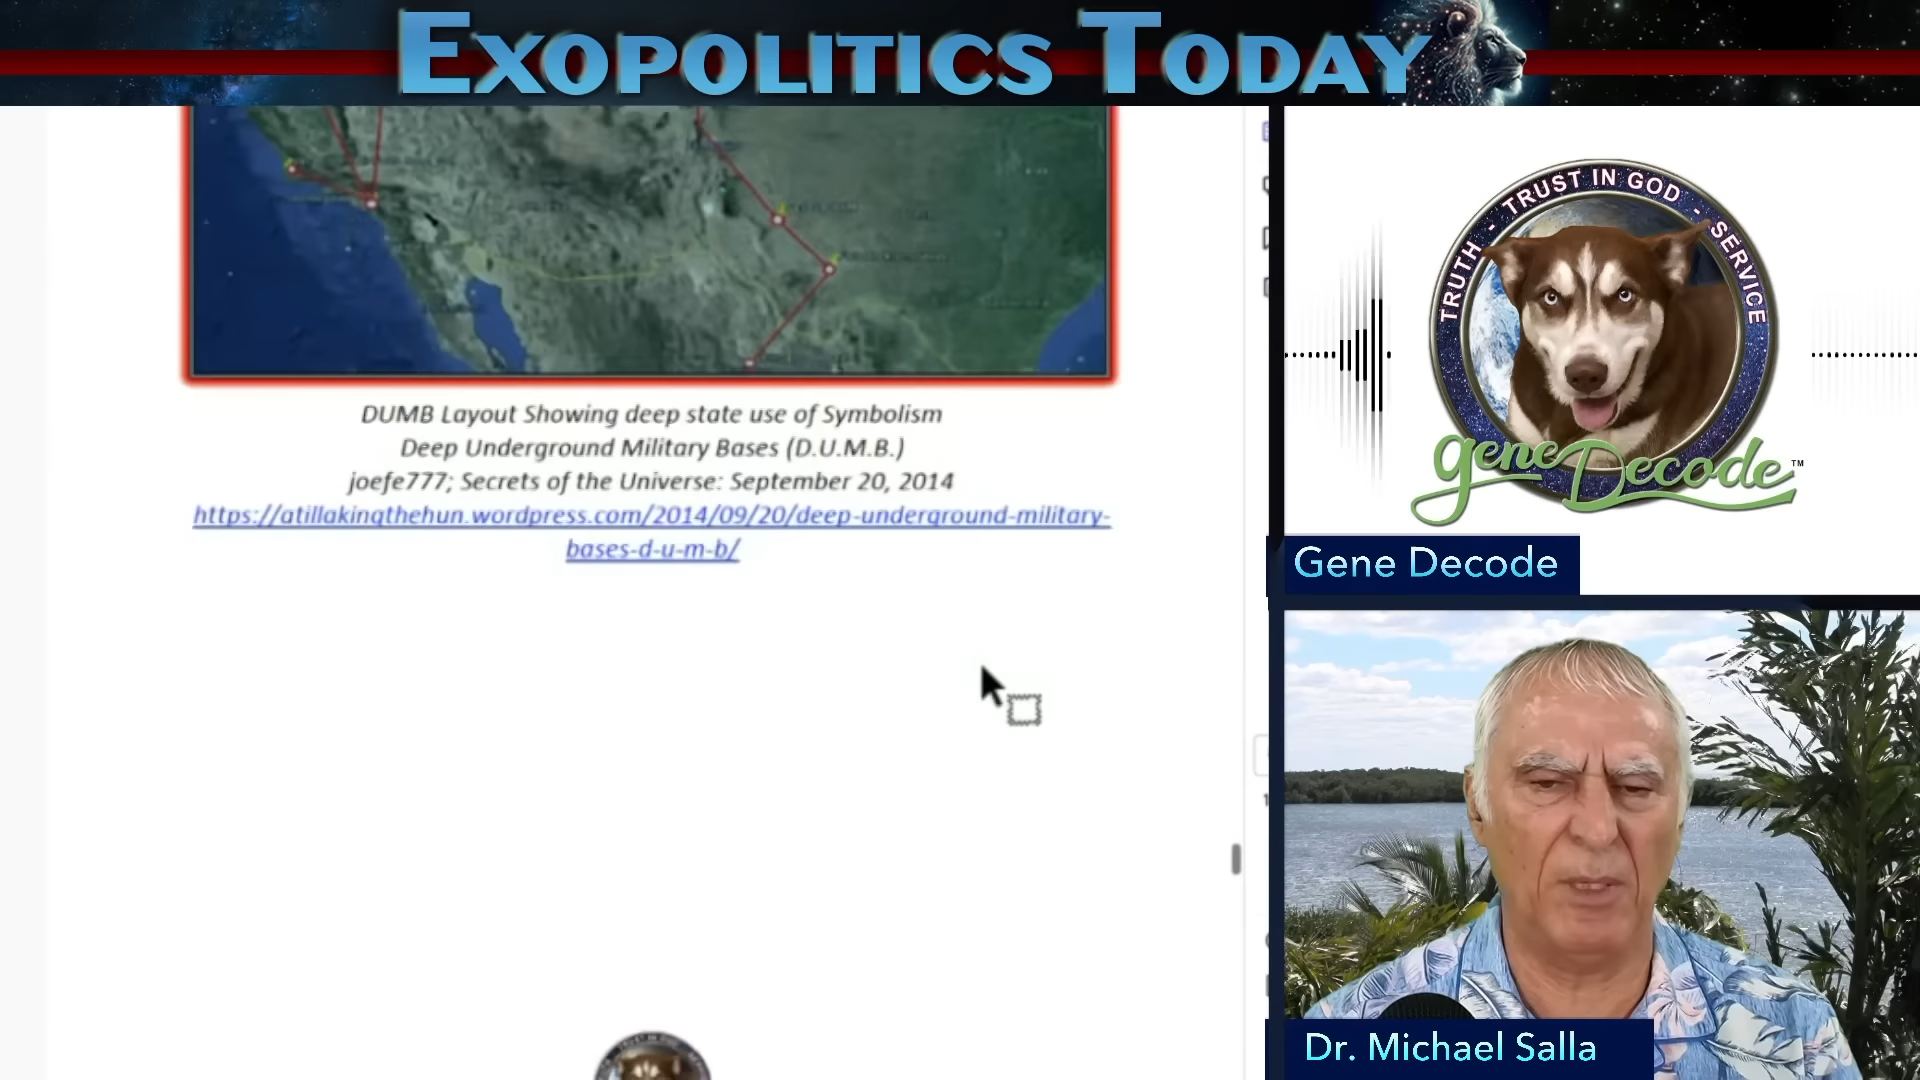 EXOPOLITICS TODAY
DUMB Layout Showing deep state use of Symbolism
Deep Underground Military Bases (D.U.M.B.)
joefe777; Secrets of the Universe: September 20, 2014
https://atillakingthehun.wordpress.com/2014/09/20/deep-underground-military-
bases-d-u-m-b/
TRUTH - TRUST IN GOD - SERVICE
gene Decode™
Gene Decode
Dr. Michael Salla